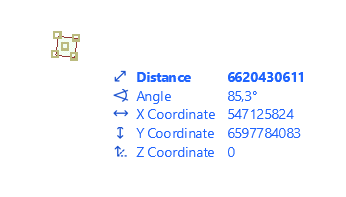 Distance 6620430611
Angle 85,3°
X Coordinate 547125824
Y Coordinate 6597784083
Z Coordinate 0